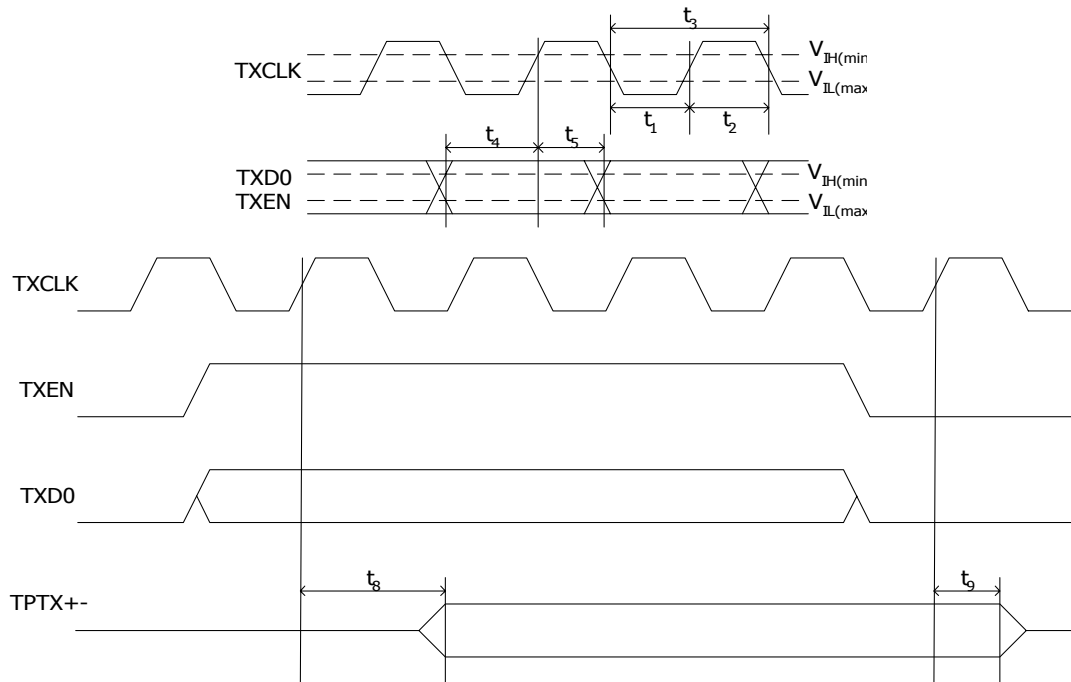 t3
TXCLK
VIH(min
VIL(max
t1
t2
t4
t5
TXD0
VIH(min
TXEN
VIL(max
TXCLK
TXEN
TXD0
TPTX+-
t8
t9